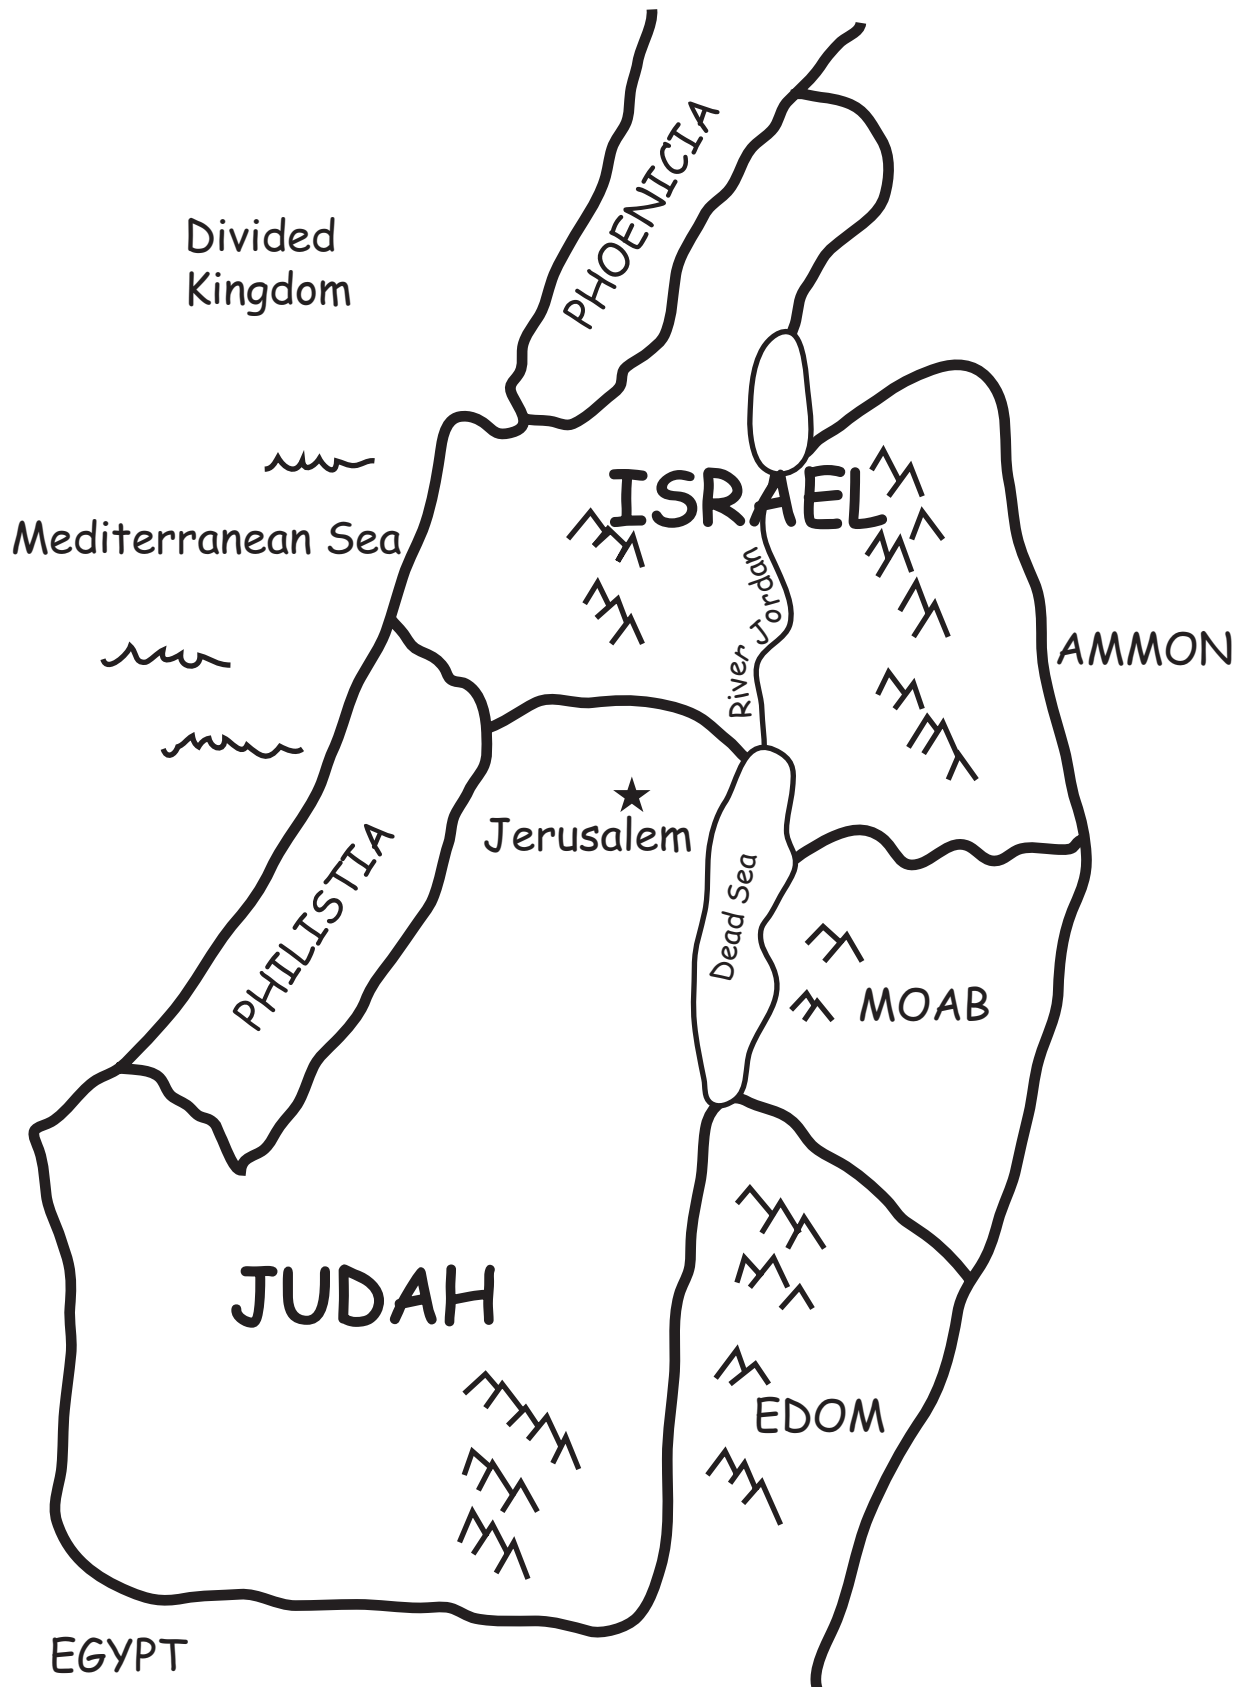 PHOENICIA
Divided
Kingdom
ISRAEL
Mediterranean Sea
River Jordan
AMMON
Jerusalem
PHILISTIA
Dead Sea
MOAB
JUDAH
EDOM
EGYPT